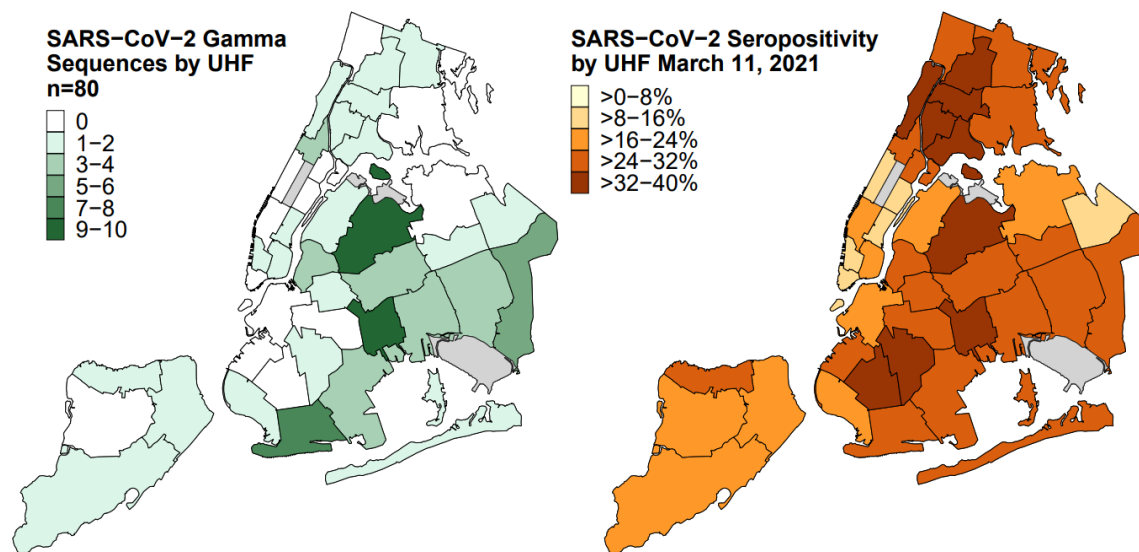 SARS−CoV−2 Gamma
Sequences by UHF
n=80
0
1−2
3−4
5−6
7−8
9−10
SARS−CoV−2 Seropositivity
by UHF March 11, 2021
>0−8%
>8−16%
>16−24%
>24−32%
>32−40%